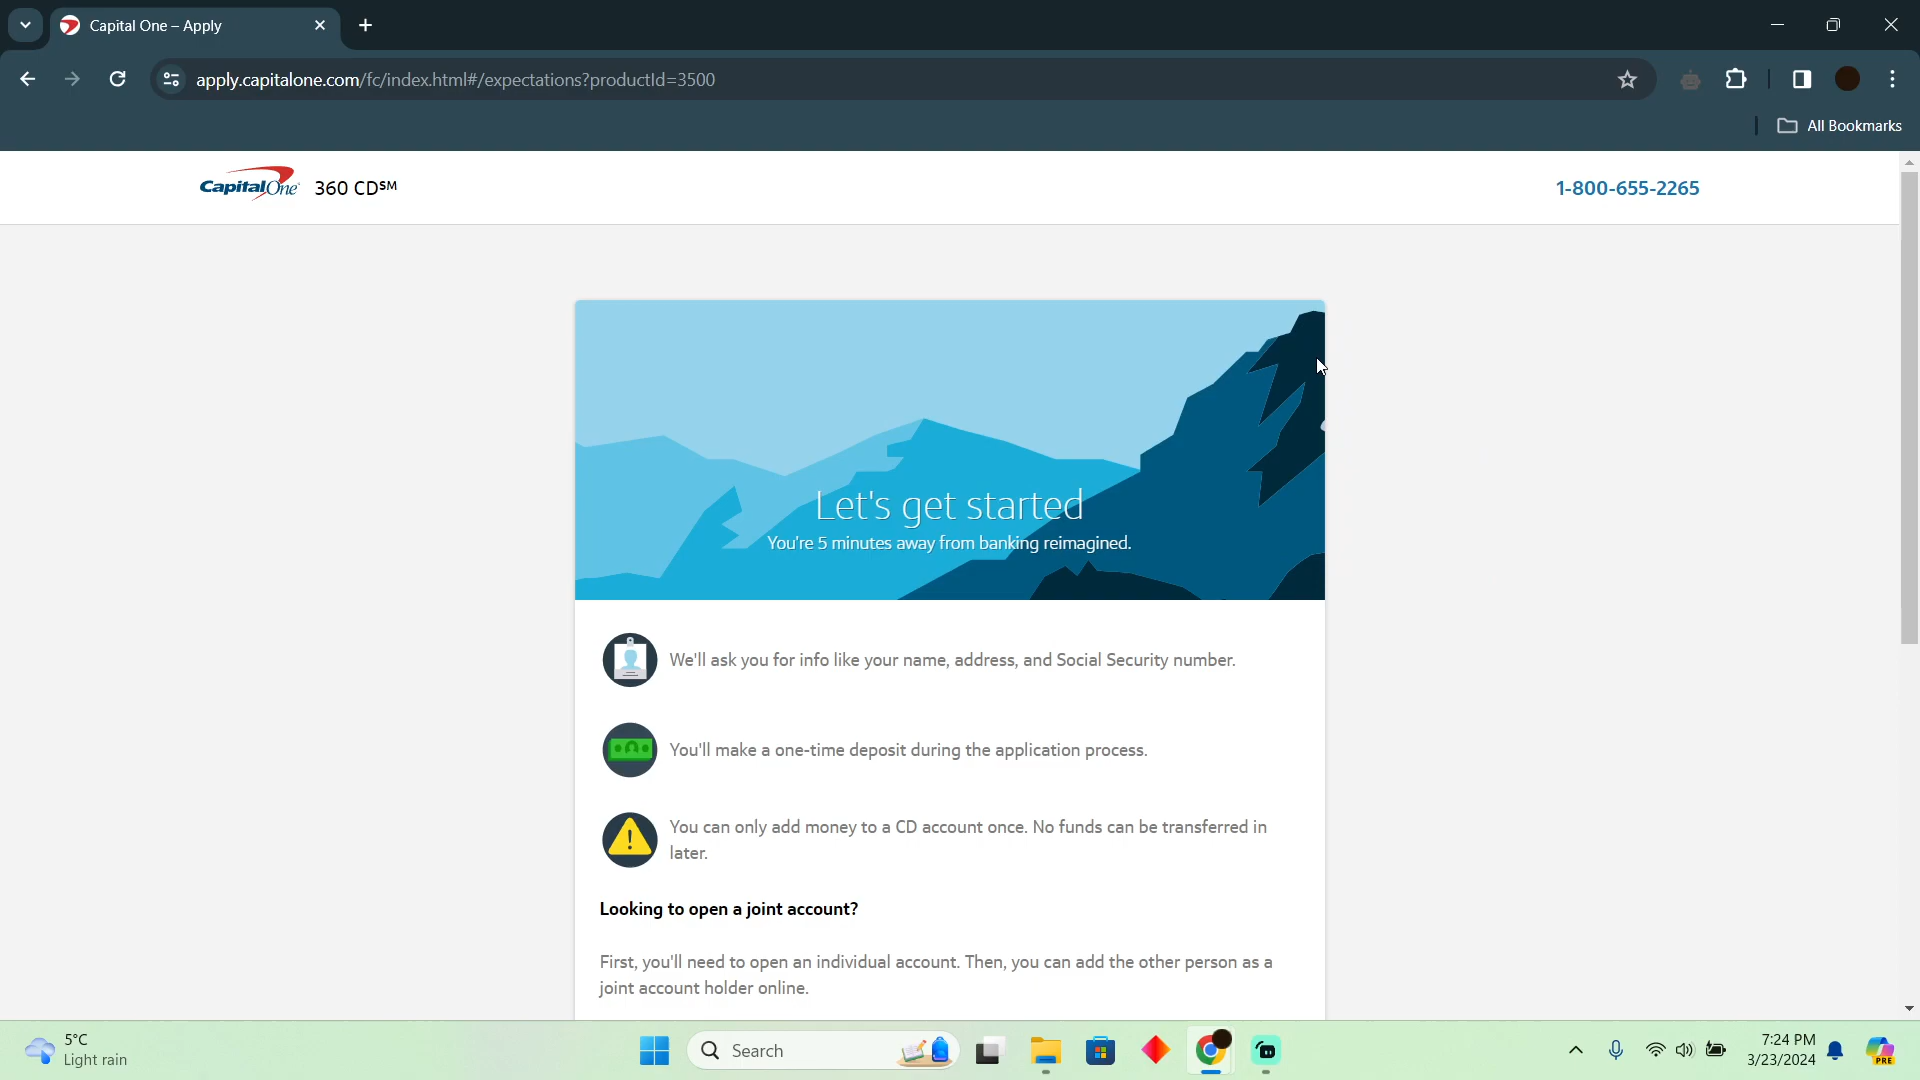 Capital One – Apply
apply.capitalone.com/fc/index.html#/expectations?productId=3500
All Bookmarks
Capital One 360 CD℠
1-800-655-2265
Let's get started
You're 5 minutes away from banking reimagined.
We'll ask you for info like your name, address, and Social Security number.
You'll make a one-time deposit during the application process.
You can only add money to a CD account once. No funds can be transferred in
later.
Looking to open a joint account?
First, you'll need to open an individual account. Then, you can add the other person as a
joint account holder online.
5°C
Light rain
Search
7:24 PM
3/23/2024
PRE